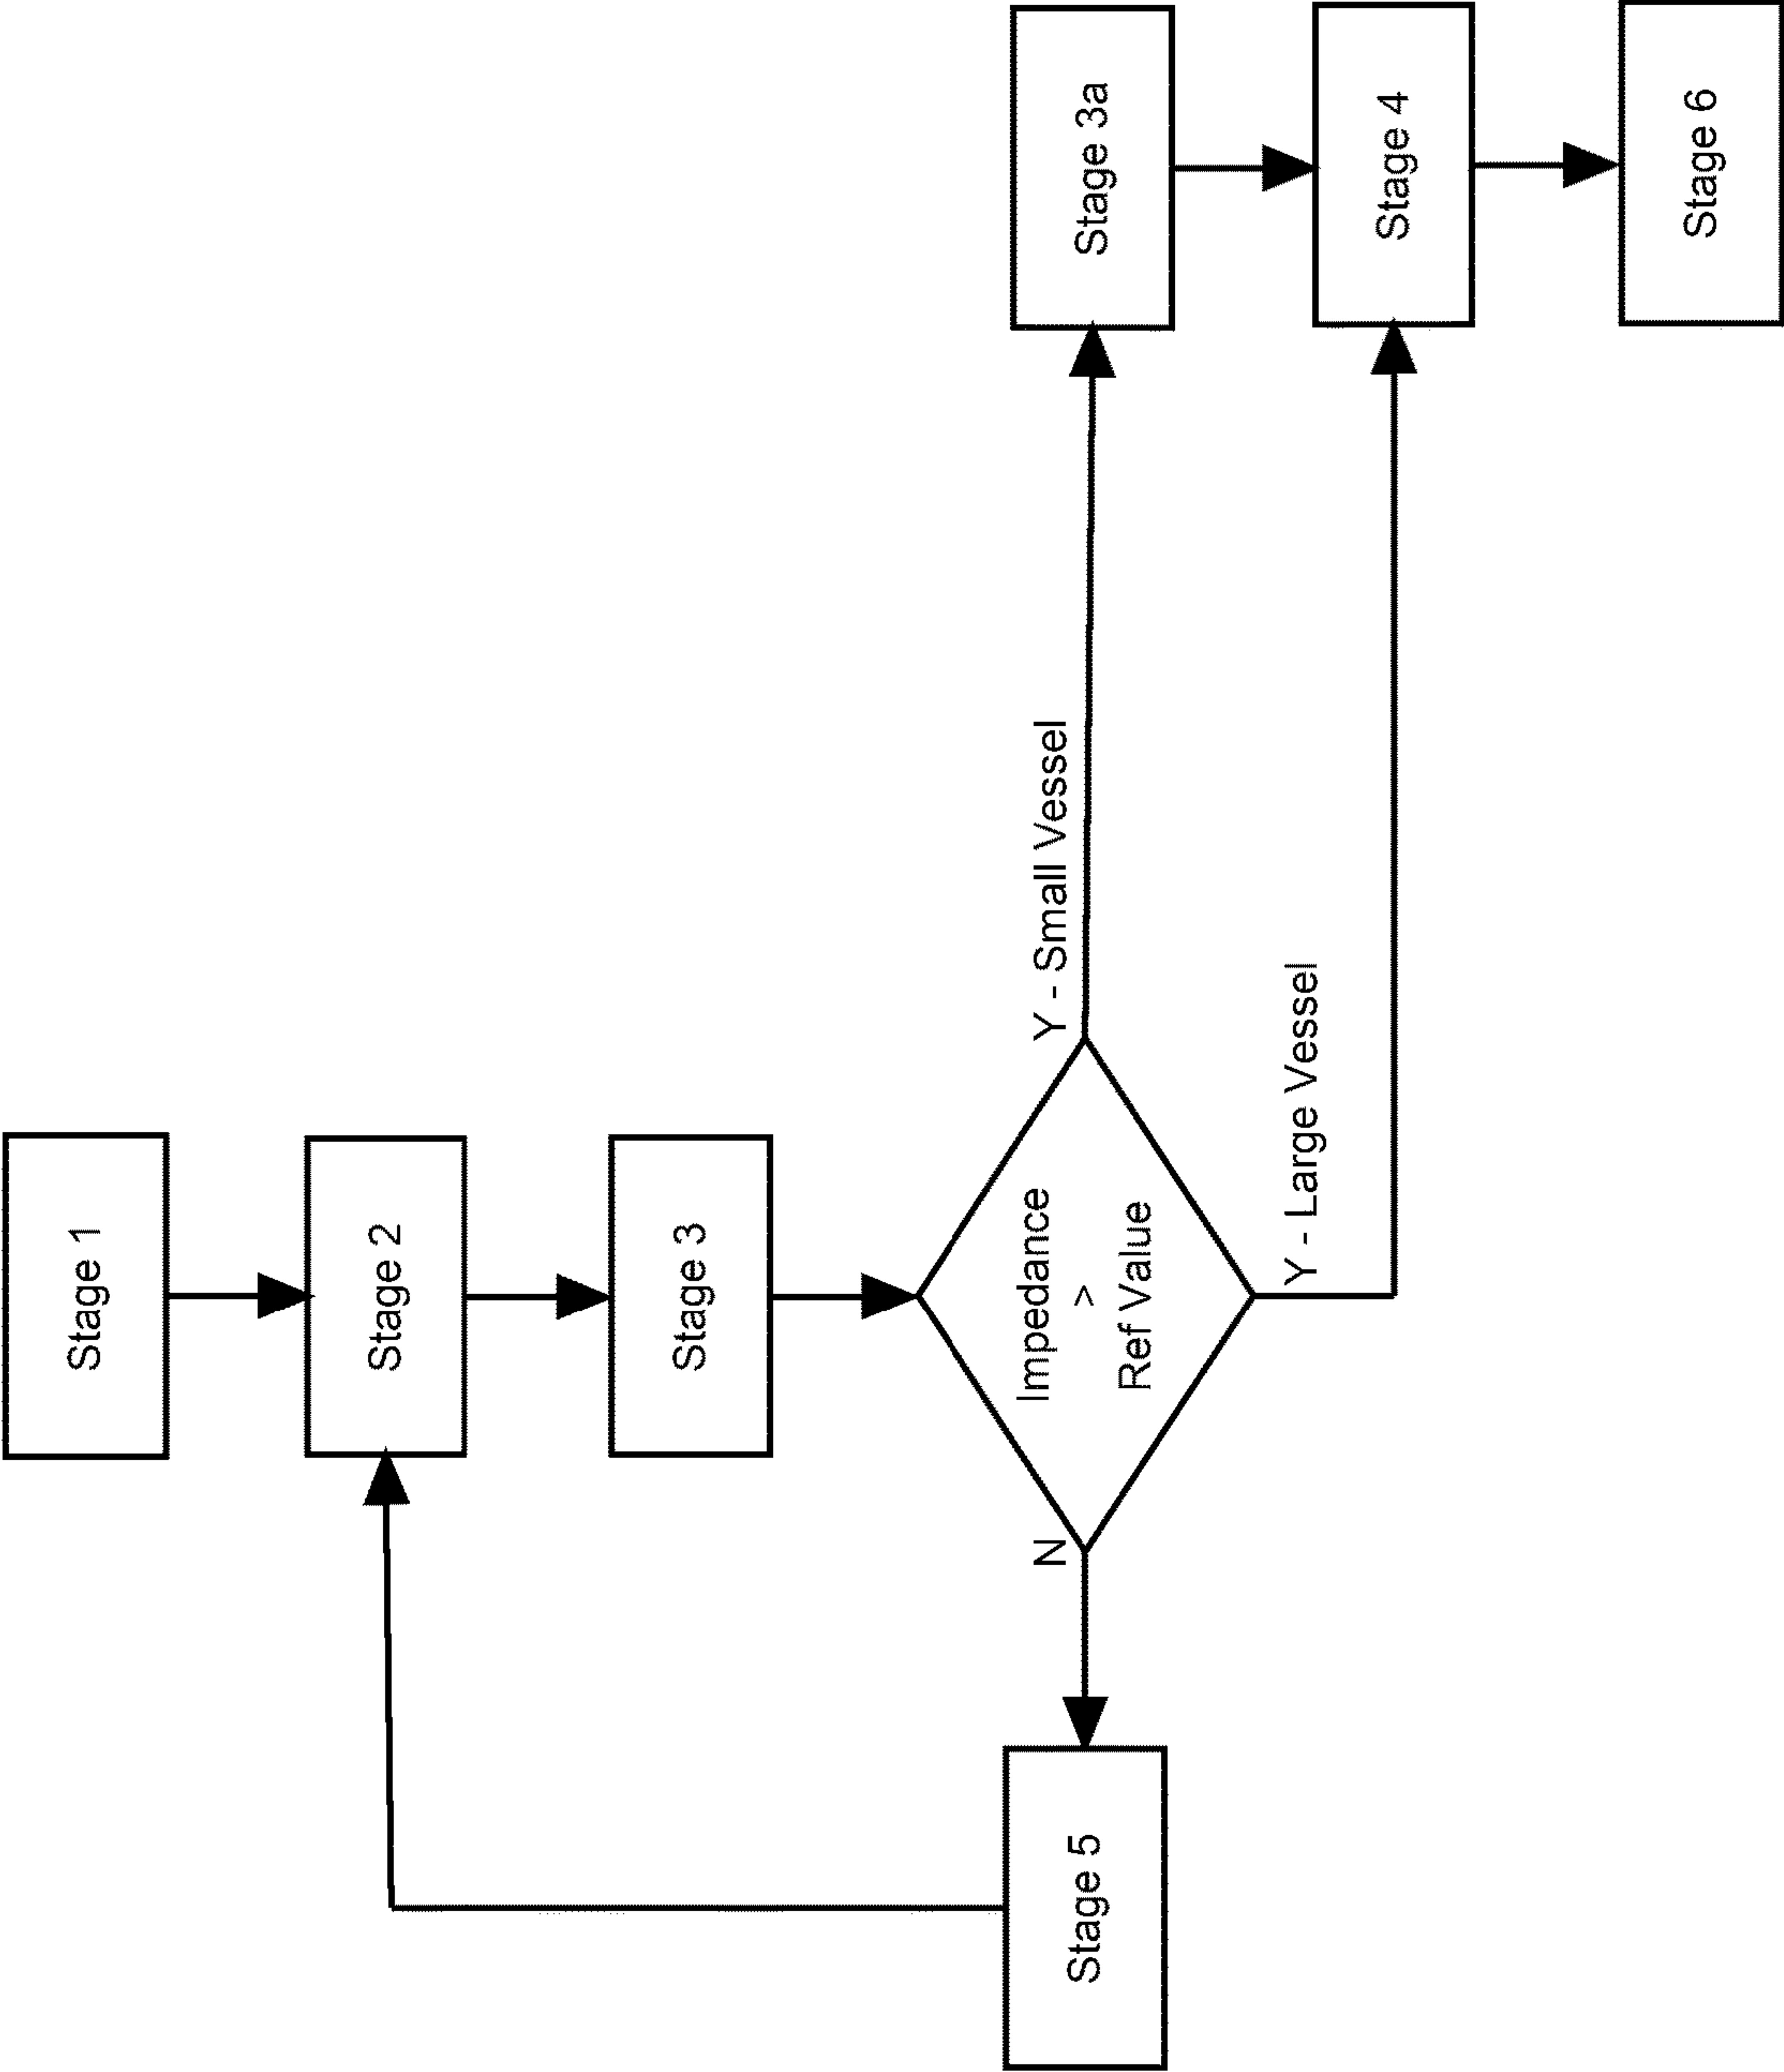 Stage 1
Stage 2
Stage 3
Impedance
>
Ref Value
N
Y - Small Vessel
Y - Large Vessel
Stage 5
Stage 3a
Stage 4
Stage 6